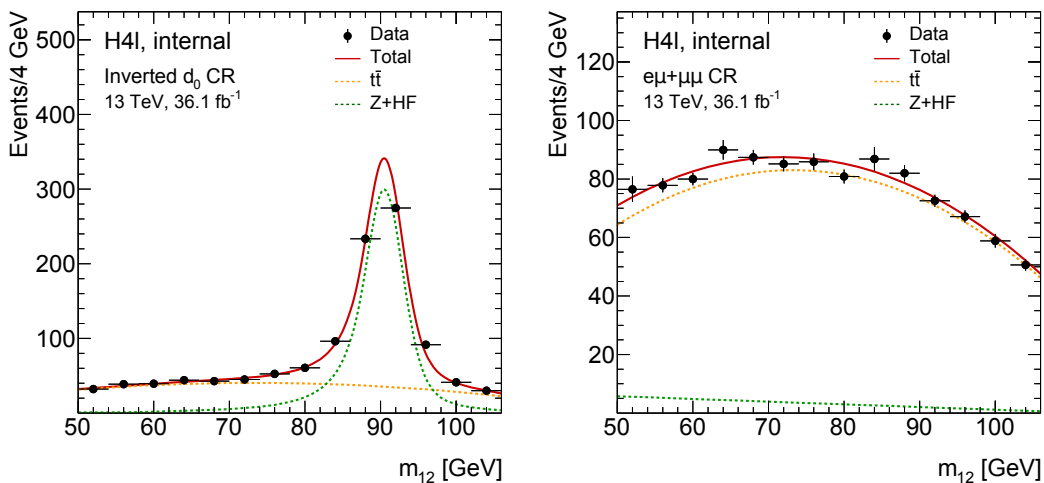 Events/4 GeV
500
400
300
200
100
50 60 70 80 90 100
m12 [GeV]
H4l, internal
Inverted d0 CR
13 TeV, 36.1 fb-1
Data
Total
tt̄
Z+HF
Events/4 GeV
120
100
80
60
40
20
50 60 70 80 90 100
m12 [GeV]
H4l, internal
eμ+μμ CR
13 TeV, 36.1 fb-1
Data
Total
tt̄
Z+HF